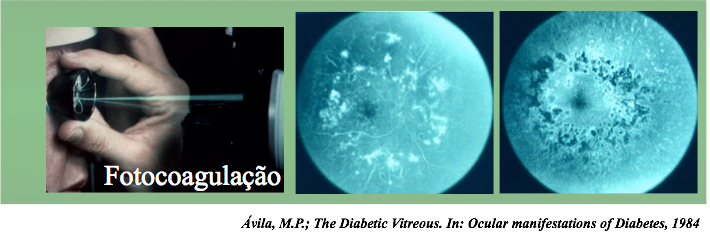 Fotocoagulação
Ávila, M.P.; The Diabetic Vitreous. In: Ocular manifestations of Diabetes, 1984